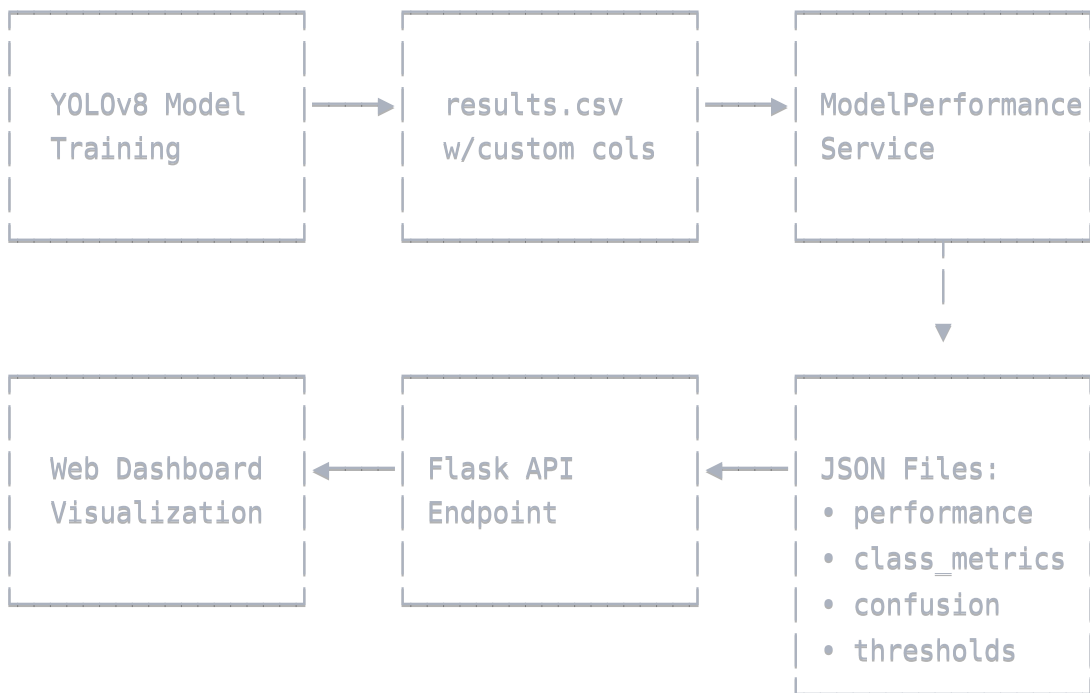 YOLOv8 Model
Training
results.csv
w/custom cols
ModelPerformance
Service
Web Dashboard
Visualization
Flask API
Endpoint
JSON Files:
• performance
• class_metrics
• confusion
• thresholds